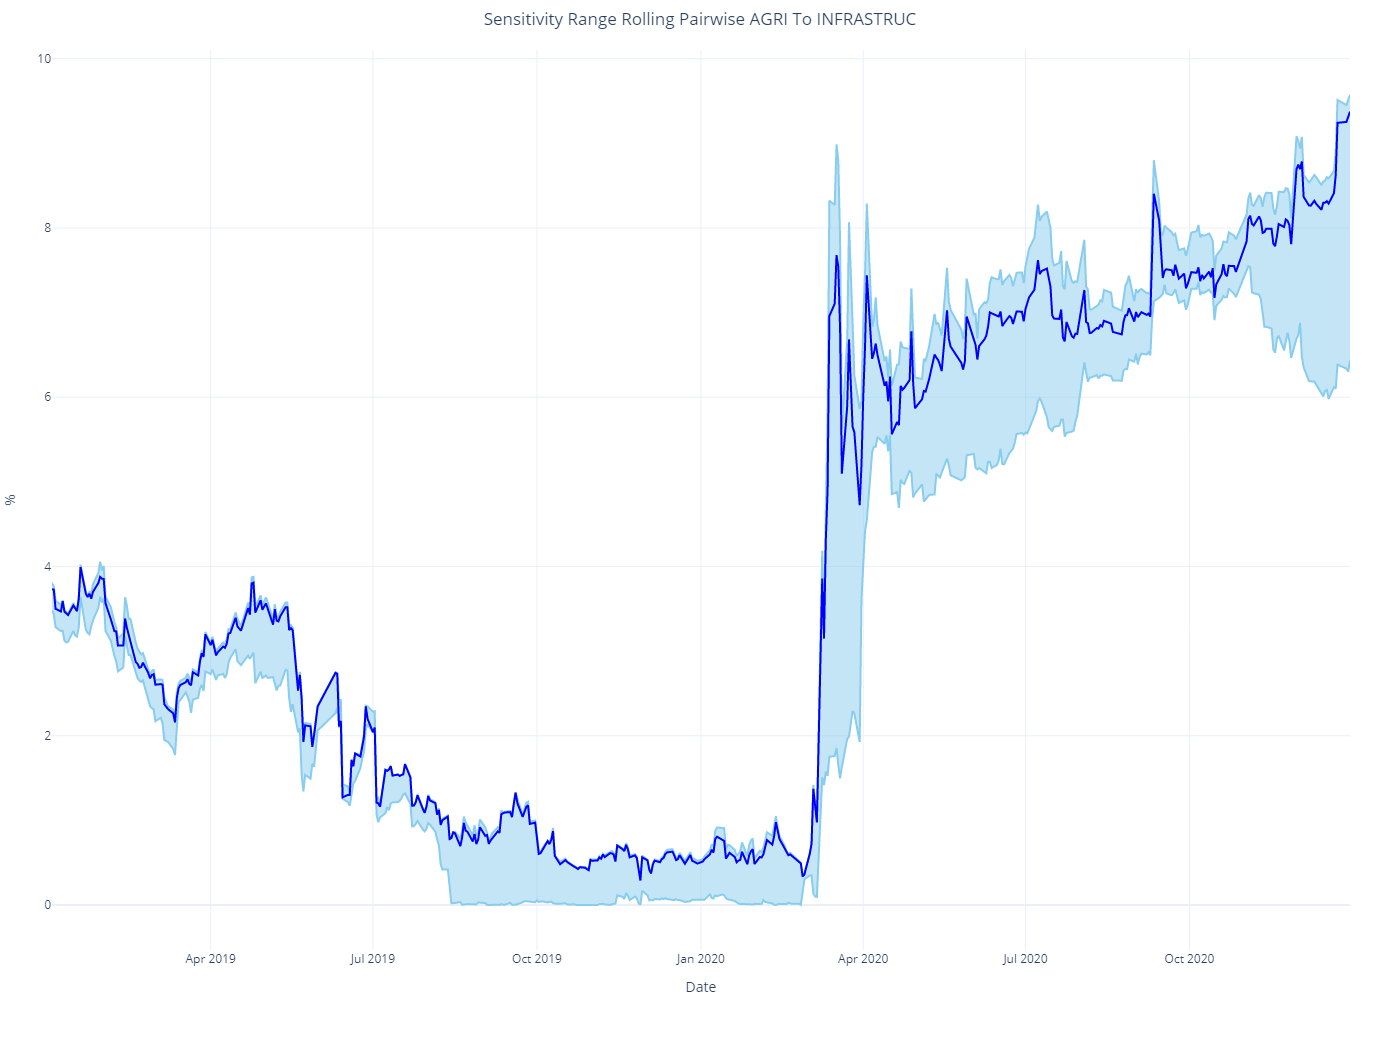 Sensitivity Range Rolling Pairwise AGRI To INFRASTRUC
10
8
6
4
2
0
%
Apr 2019
Jul 2019
Oct 2019
Jan 2020
Apr 2020
Jul 2020
Oct 2020
Date